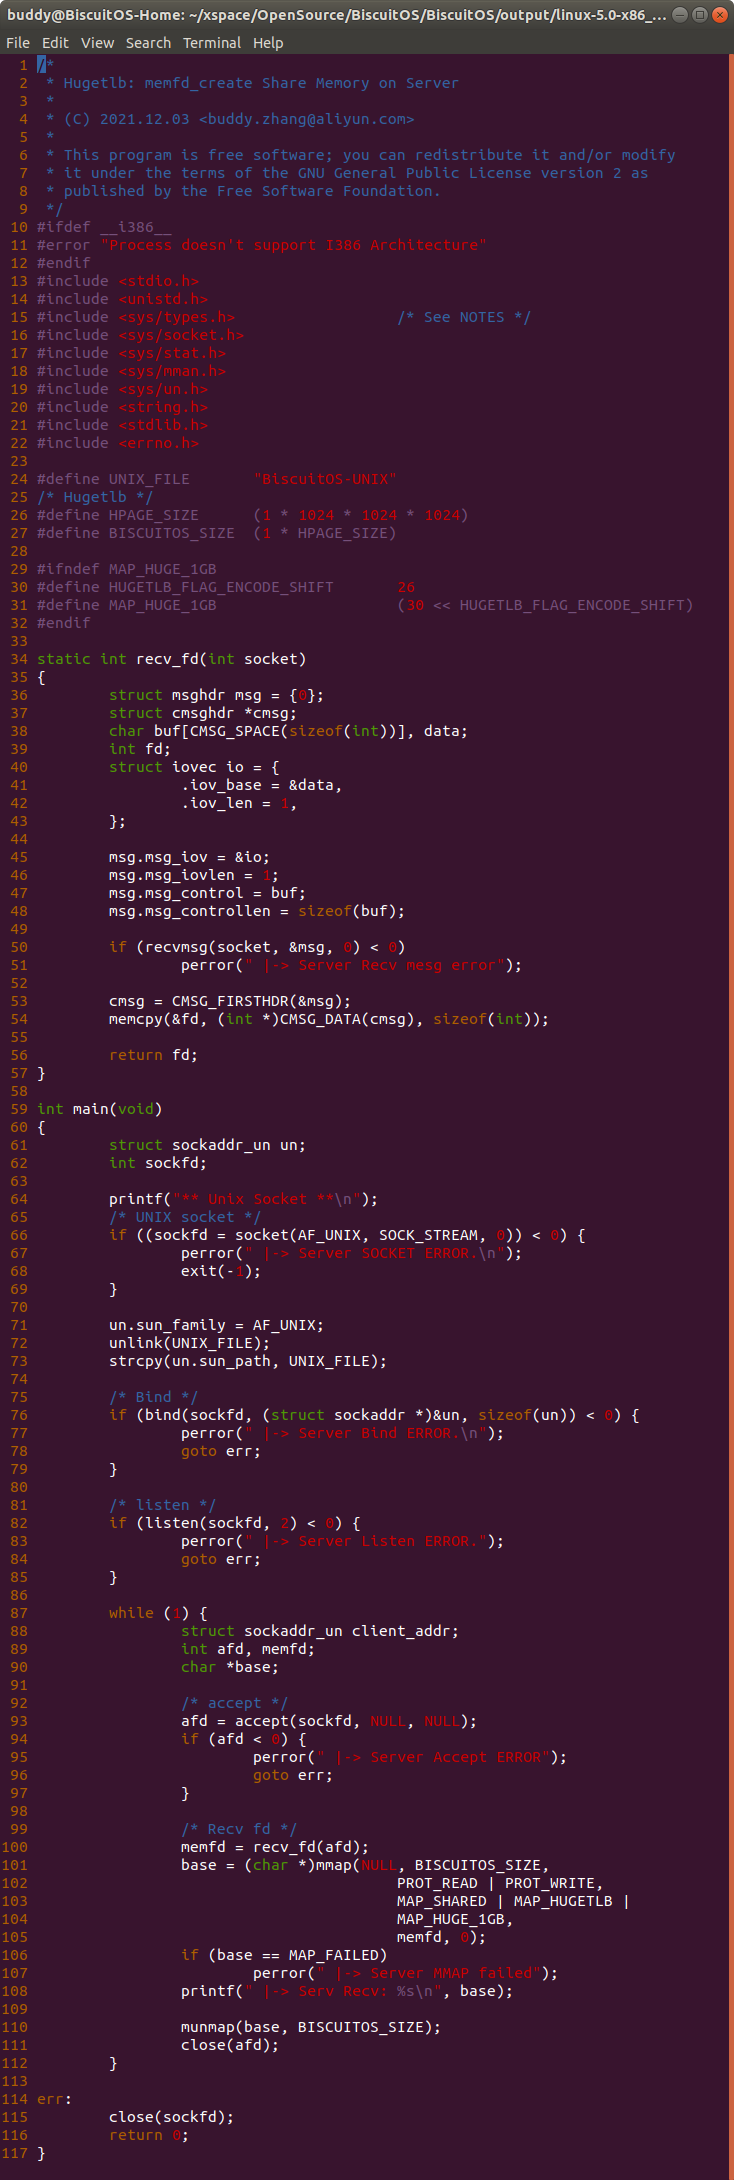 buddy@BiscuitOS-Home: ~/xspace/OpenSource/BiscuitOS/BiscuitOS/output/linux-5.0-x86_...
File Edit View Search Terminal Help
1 /*
2  * Hugetlb: memfd_create Share Memory on Server
3  *
4  * (C) 2021.12.03 <buddy.zhang@aliyun.com>
5  *
6  * This program is free software; you can redistribute it and/or modify
7  * it under the terms of the GNU General Public License version 2 as
8  * published by the Free Software Foundation.
9  */
10 #ifdef __i386__
11 #error "Process doesn't support I386 Architecture"
12 #endif
13 #include <stdio.h>
14 #include <unistd.h>
15 #include <sys/types.h>                  /* See NOTES */
16 #include <sys/socket.h>
17 #include <sys/stat.h>
18 #include <sys/mman.h>
19 #include <sys/un.h>
20 #include <string.h>
21 #include <stdlib.h>
22 #include <errno.h>
23
24 #define UNIX_FILE       "BiscuitOS-UNIX"
25 /* Hugetlb */
26 #define HPAGE_SIZE      (1 * 1024 * 1024 * 1024)
27 #define BISCUITOS_SIZE  (1 * HPAGE_SIZE)
28
29 #ifndef MAP_HUGE_1GB
30 #define HUGETLB_FLAG_ENCODE_SHIFT       26
31 #define MAP_HUGE_1GB                    (30 << HUGETLB_FLAG_ENCODE_SHIFT)
32 #endif
33
34 static int recv_fd(int socket)
35 {
36         struct msghdr msg = {0};
37         struct cmsghdr *cmsg;
38         char buf[CMSG_SPACE(sizeof(int))], data;
39         int fd;
40         struct iovec io = {
41                 .iov_base = &data,
42                 .iov_len = 1,
43         };
44
45         msg.msg_iov = &io;
46         msg.msg_iovlen = 1;
47         msg.msg_control = buf;
48         msg.msg_controllen = sizeof(buf);
49
50         if (recvmsg(socket, &msg, 0) < 0)
51                 perror(" |-> Server Recv mesg error");
52
53         cmsg = CMSG_FIRSTHDR(&msg);
54         memcpy(&fd, (int *)CMSG_DATA(cmsg), sizeof(int));
55
56         return fd;
57 }
58
59 int main(void)
60 {
61         struct sockaddr_un un;
62         int sockfd;
63
64         printf("** Unix Socket **\n");
65         /* UNIX socket */
66         if ((sockfd = socket(AF_UNIX, SOCK_STREAM, 0)) < 0) {
67                 perror(" |-> Server SOCKET ERROR.\n");
68                 exit(-1);
69         }
70
71         un.sun_family = AF_UNIX;
72         unlink(UNIX_FILE);
73         strcpy(un.sun_path, UNIX_FILE);
74
75         /* Bind */
76         if (bind(sockfd, (struct sockaddr *)&un, sizeof(un)) < 0) {
77                 perror(" |-> Server Bind ERROR.\n");
78                 goto err;
79         }
80
81         /* listen */
82         if (listen(sockfd, 2) < 0) {
83                 perror(" |-> Server Listen ERROR.");
84                 goto err;
85         }
86
87         while (1) {
88                 struct sockaddr_un client_addr;
89                 int afd, memfd;
90                 char *base;
91
92                 /* accept */
93                 afd = accept(sockfd, NULL, NULL);
94                 if (afd < 0) {
95                         perror(" |-> Server Accept ERROR");
96                         goto err;
97                 }
98
99                 /* Recv fd */
100                 memfd = recv_fd(afd);
101                 base = (char *)mmap(NULL, BISCUITOS_SIZE,
102                                         PROT_READ | PROT_WRITE,
103                                         MAP_SHARED | MAP_HUGETLB |
104                                         MAP_HUGE_1GB,
105                                         memfd, 0);
106                 if (base == MAP_FAILED)
107                         perror(" |-> Server MMAP failed");
108                 printf(" |-> Serv Recv: %s\n", base);
109
110                 munmap(base, BISCUITOS_SIZE);
111                 close(afd);
112         }
113
114 err:
115         close(sockfd);
116         return 0;
117 }